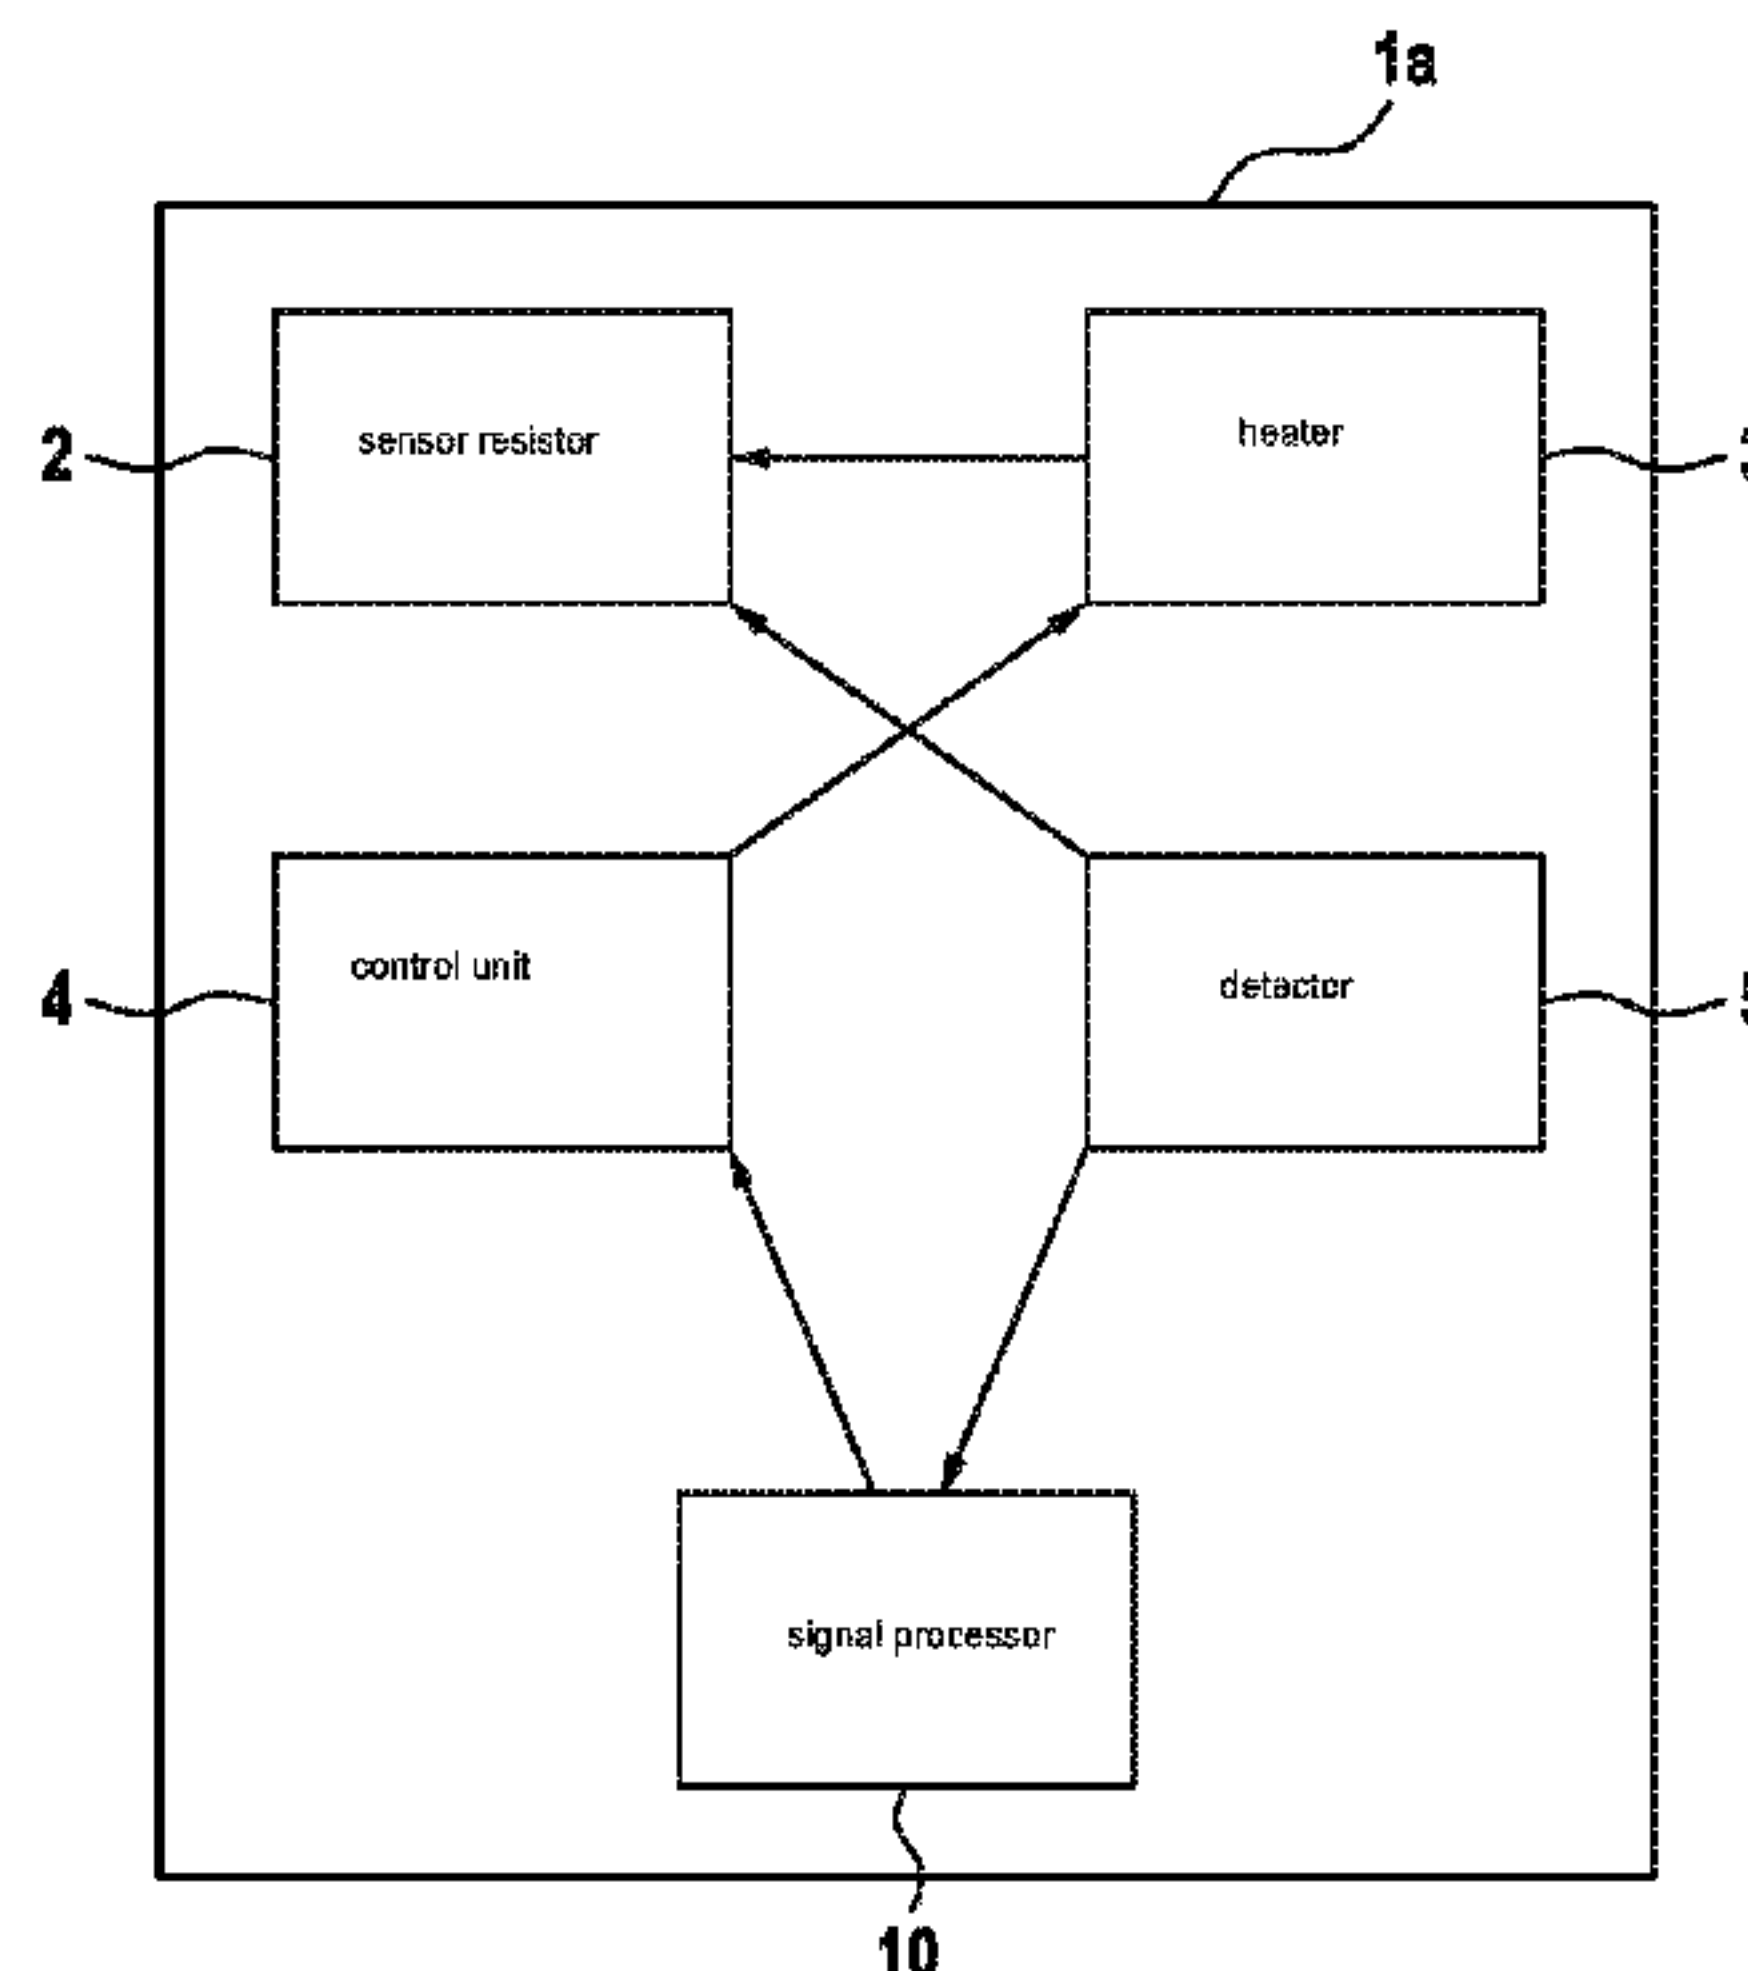 1a
sensor resistor
heater
2
control unit
detector
4
signal processor
10